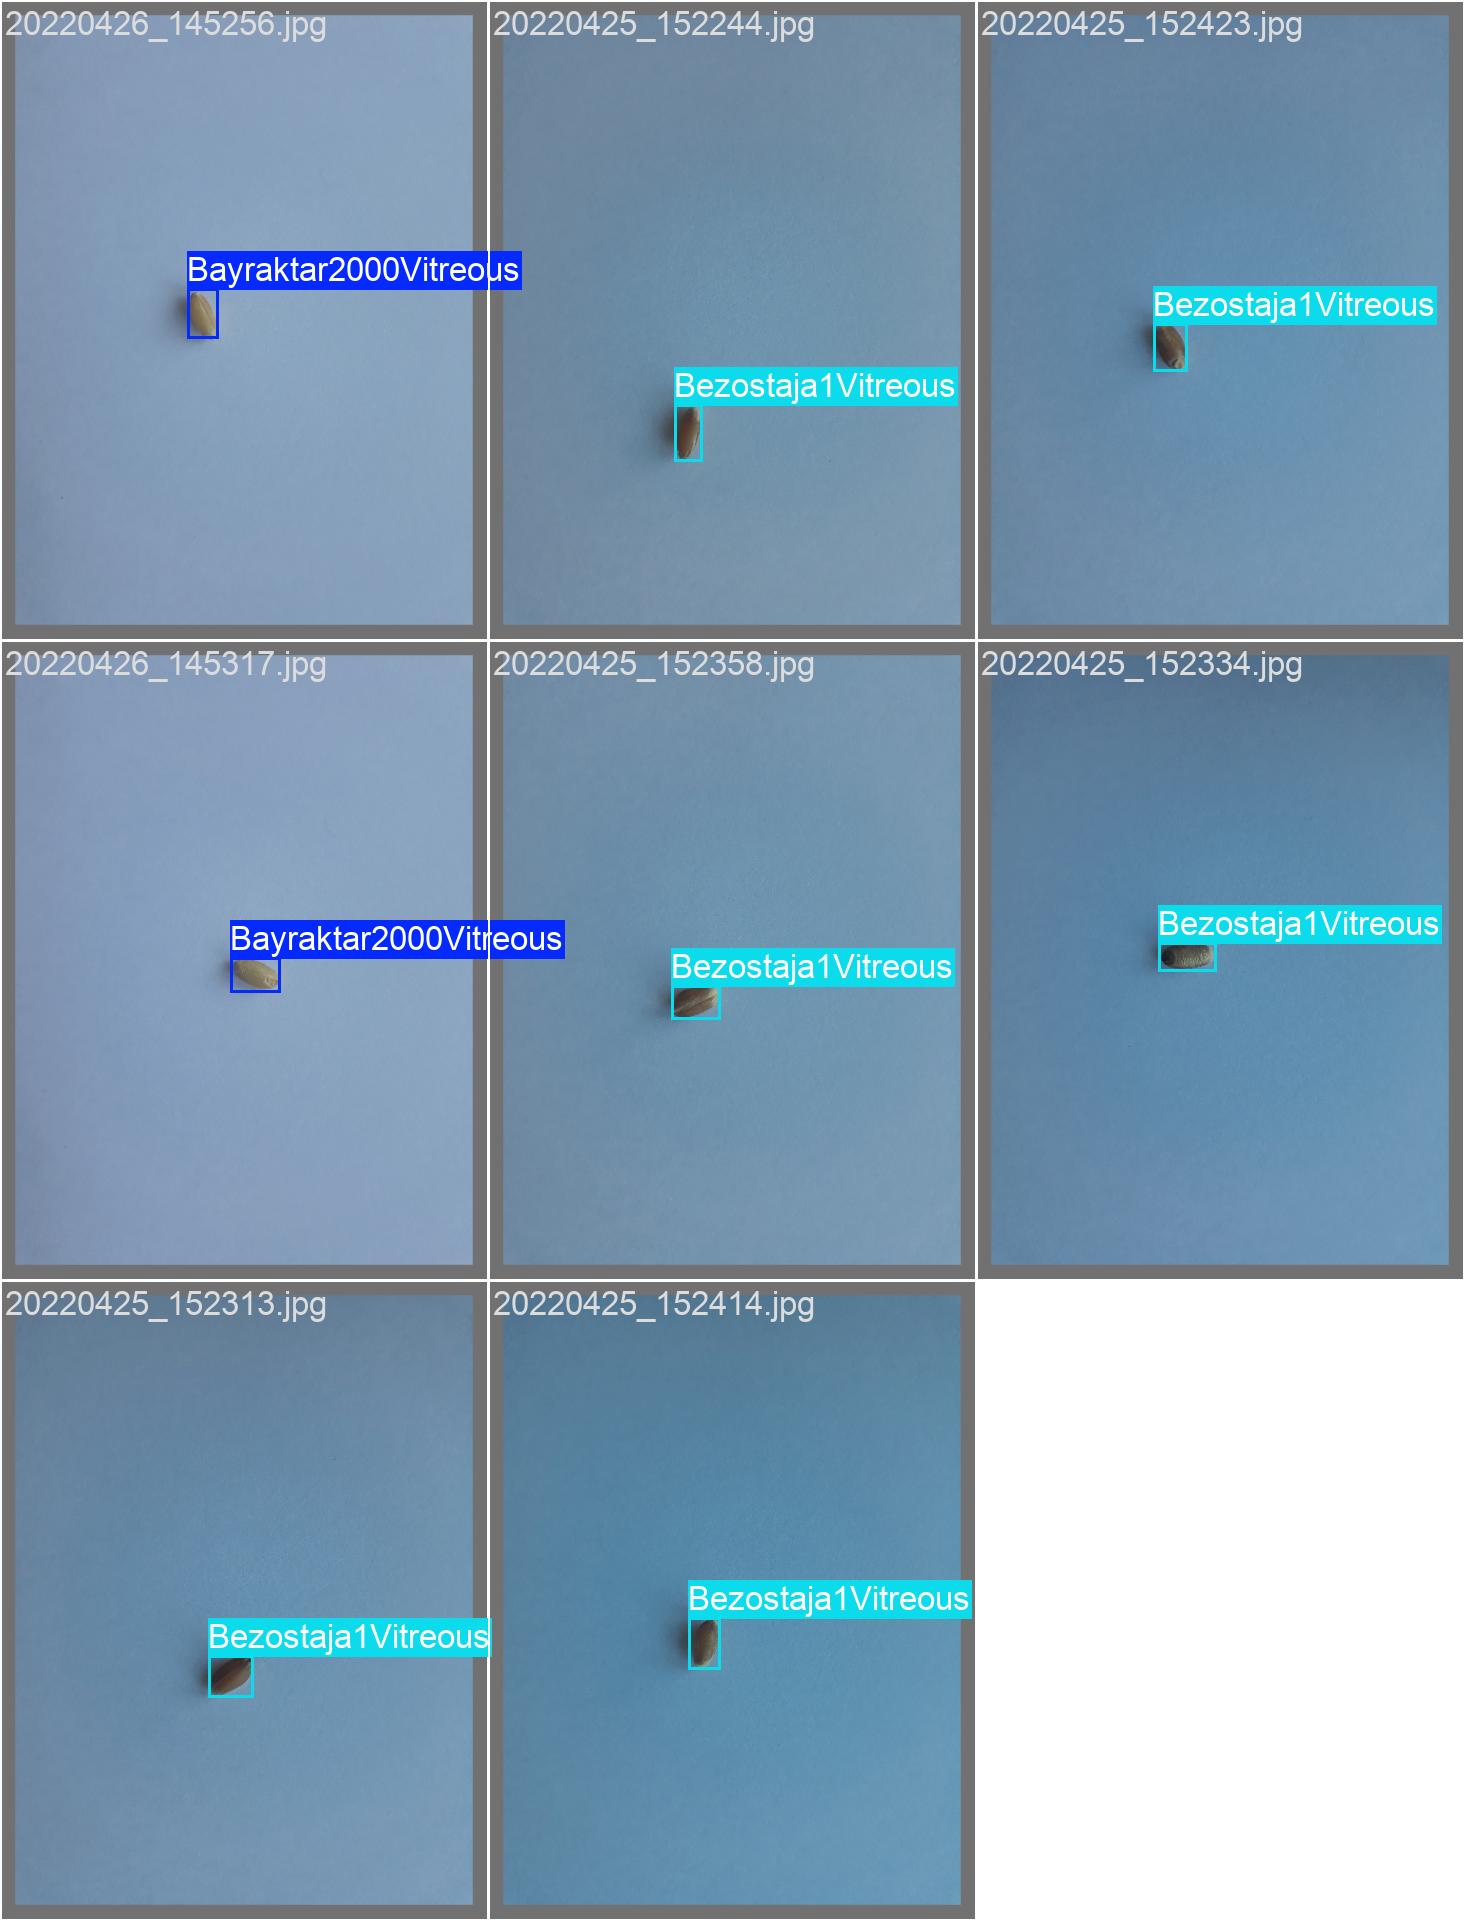 20220426_145256.jpg
20220425_152244.jpg
20220425_152423.jpg
Bayraktar2000Vitreous
Bezostaja1Vitreous
Bezostaja1Vitreous
20220426_145317.jpg
20220425_152358.jpg
20220425_152334.jpg
Bayraktar2000Vitreous
Bezostaja1Vitreous
Bezostaja1Vitreous
20220425_152313.jpg
20220425_152414.jpg
Bezostaja1Vitreous
Bezostaja1Vitreous